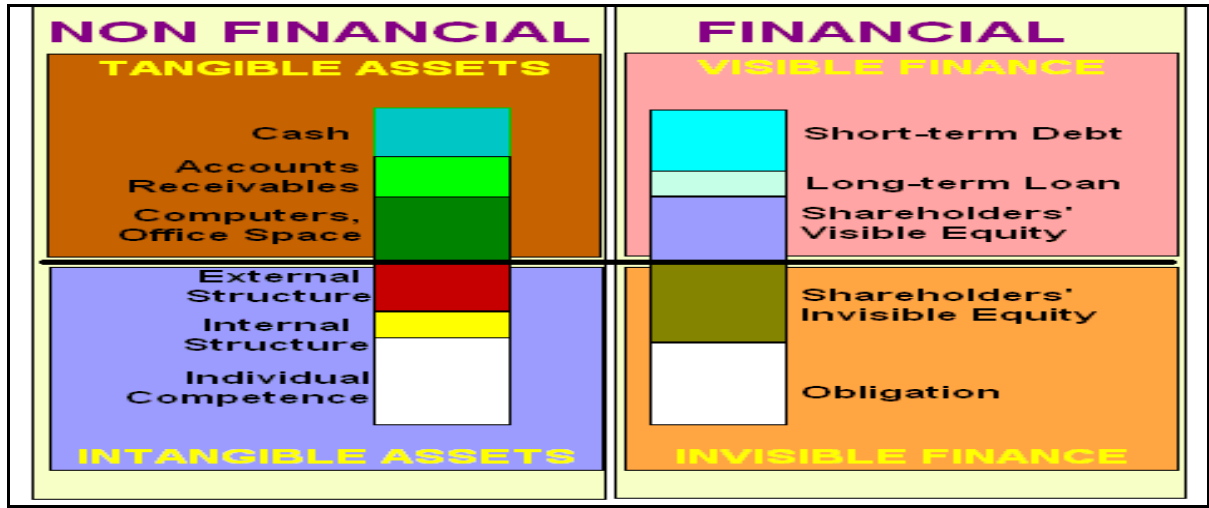 NON FINANCIAL
TANGIBLE ASSETS
Cash
Accounts
Receivables
Computers,
Office Space
External
Structure
Internal
Structure
Individual
Competence
INTANGIBLE ASSETS
FINANCIAL
VISIBLE FINANCE
Short-term Debt
Long-term Loan
Shareholders'
Visible Equity
Shareholders'
Invisible Equity
Obligation
INVISIBLE FINANCE